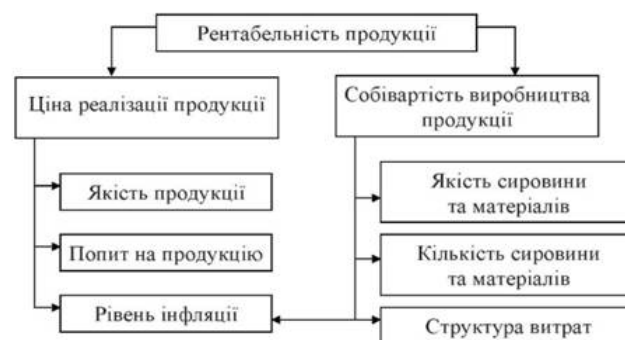 Рентабельність продукції
Ціна реалізації продукції
Собівартість виробництва
продукції
Якість продукції
Попит на продукцію
Рівень інфляції
Якість сировини
та матеріалів
Кількість сировини
та матеріалів
Структура витрат